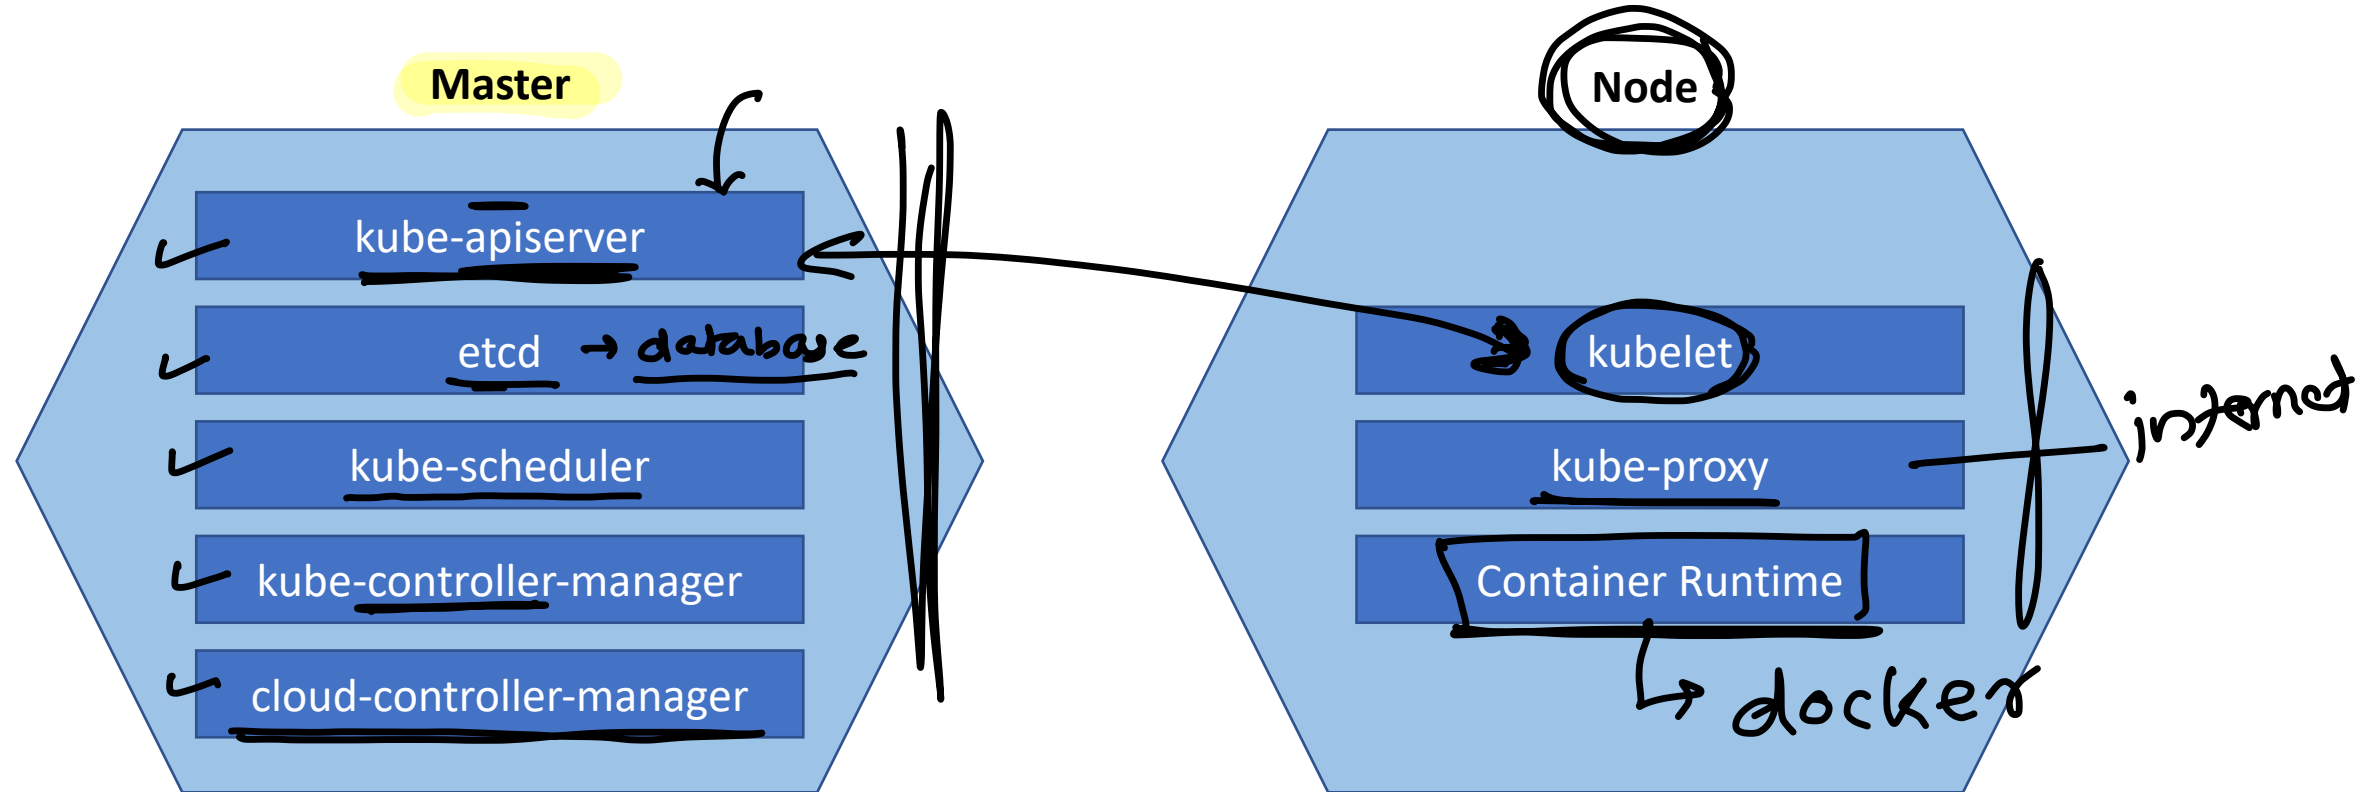 Master
kube-apiserver
etcd → database
kube-scheduler
kube-controller-manager
cloud-controller-manager
Node
kubelet
kube-proxy
internet
Container Runtime
docker